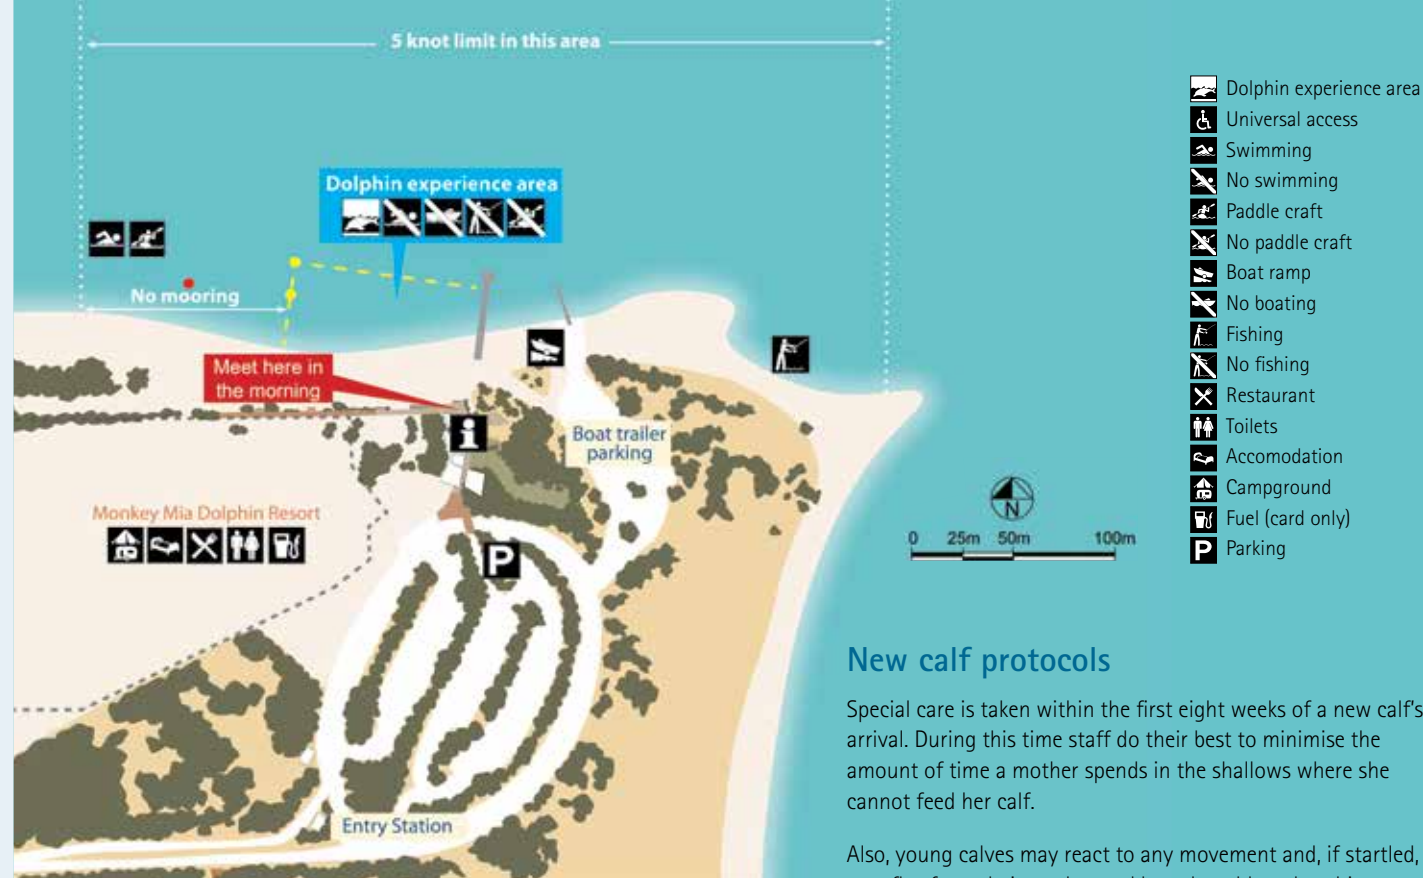 5 knot limit in this area
Dolphin experience area
No mooring
Meet here in
the morning
i
Boat trailer
parking
Monkey Mia Dolphin Resort
P
Entry Station
N
0 25m 50m 100m
Dolphin experience area
Universal access
Swimming
No swimming
Paddle craft
No paddle craft
Boat ramp
No boating
Fishing
No fishing
Restaurant
Toilets
Accomodation
Campground
Fuel (card only)
P Parking
New calf protocols
Special care is taken within the first eight weeks of a new calf's
arrival. During this time staff do their best to minimise the
amount of time a mother spends in the shallows where she
cannot feed her calf.
Also, young calves may react to any movement and, if startled,